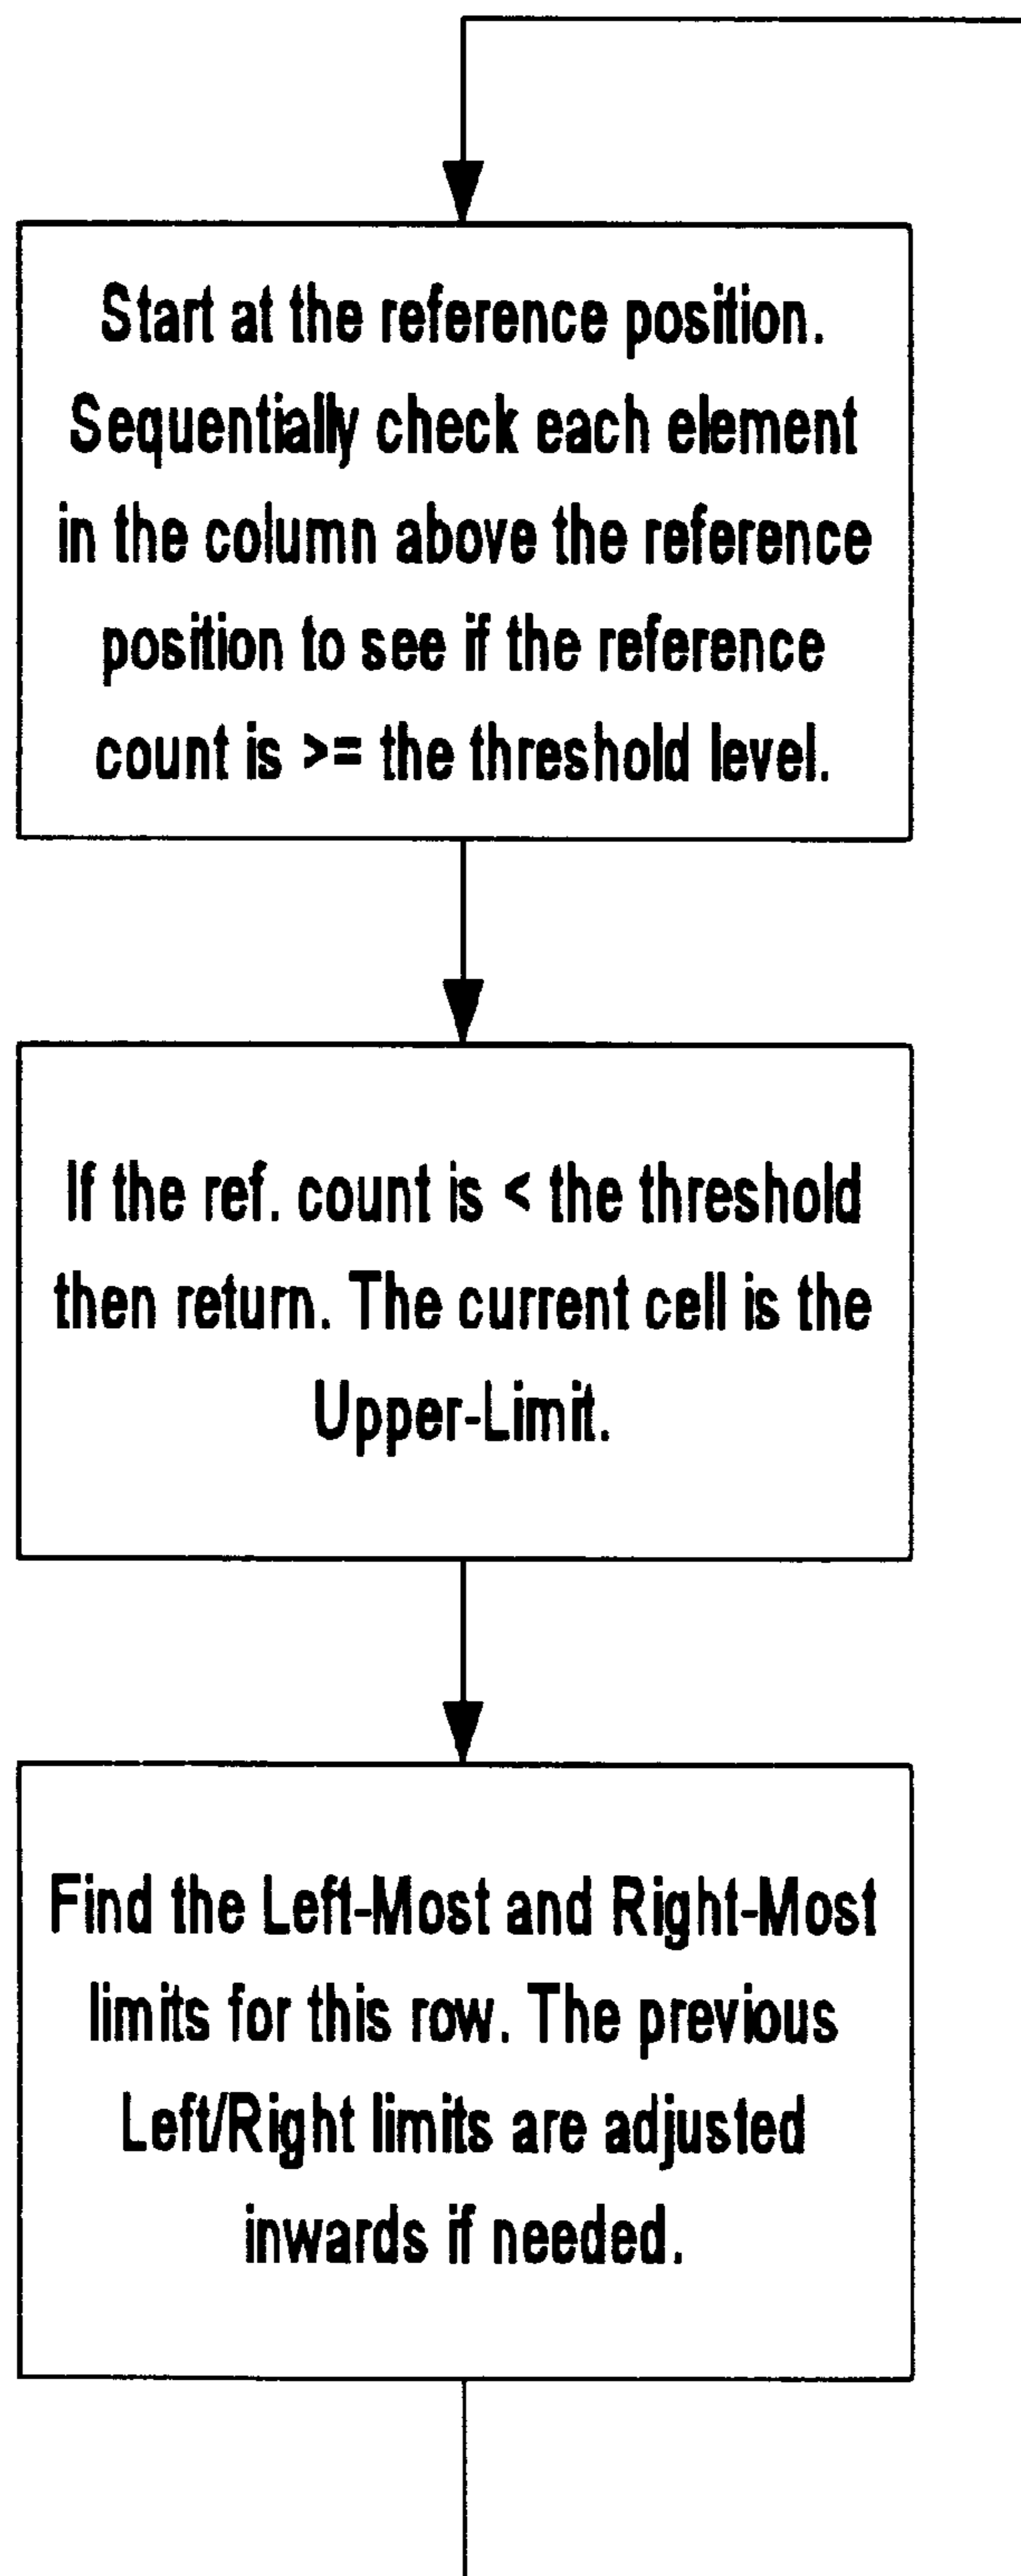 Start at the reference position.
Sequentially check each element
in the column above the reference
position to see if the reference
count is >= the threshold level.
If the ref. count is < the threshold
then return. The current cell is the
Upper-Limit.
Find the Left-Most and Right-Most
limits for this row. The previous
Left/Right limits are adjusted
inwards if needed.